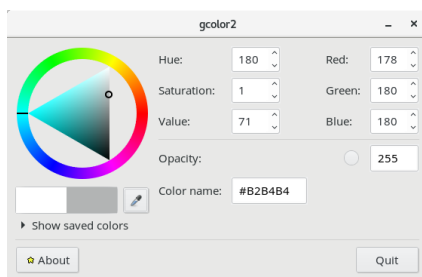 gcolor2
Hue: 180 Red: 178
Saturation: 1 Green: 180
Value: 71 Blue: 180
Opacity: 255
Color name: #B2B4B4
Show saved colors
About Quit